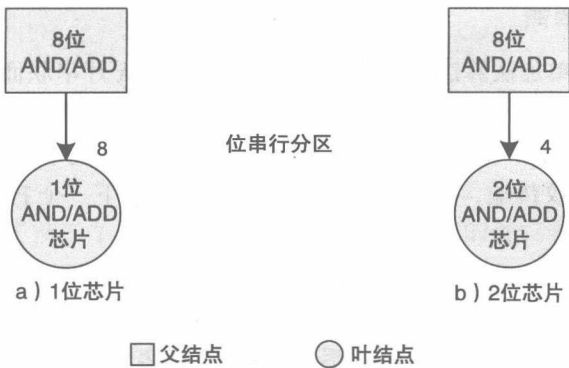 8位
AND/ADD
8
1位
AND/ADD
芯片
a）1位芯片
位串行分区
8位
AND/ADD
4
2位
AND/ADD
芯片
b）2位芯片
父结点
叶结点